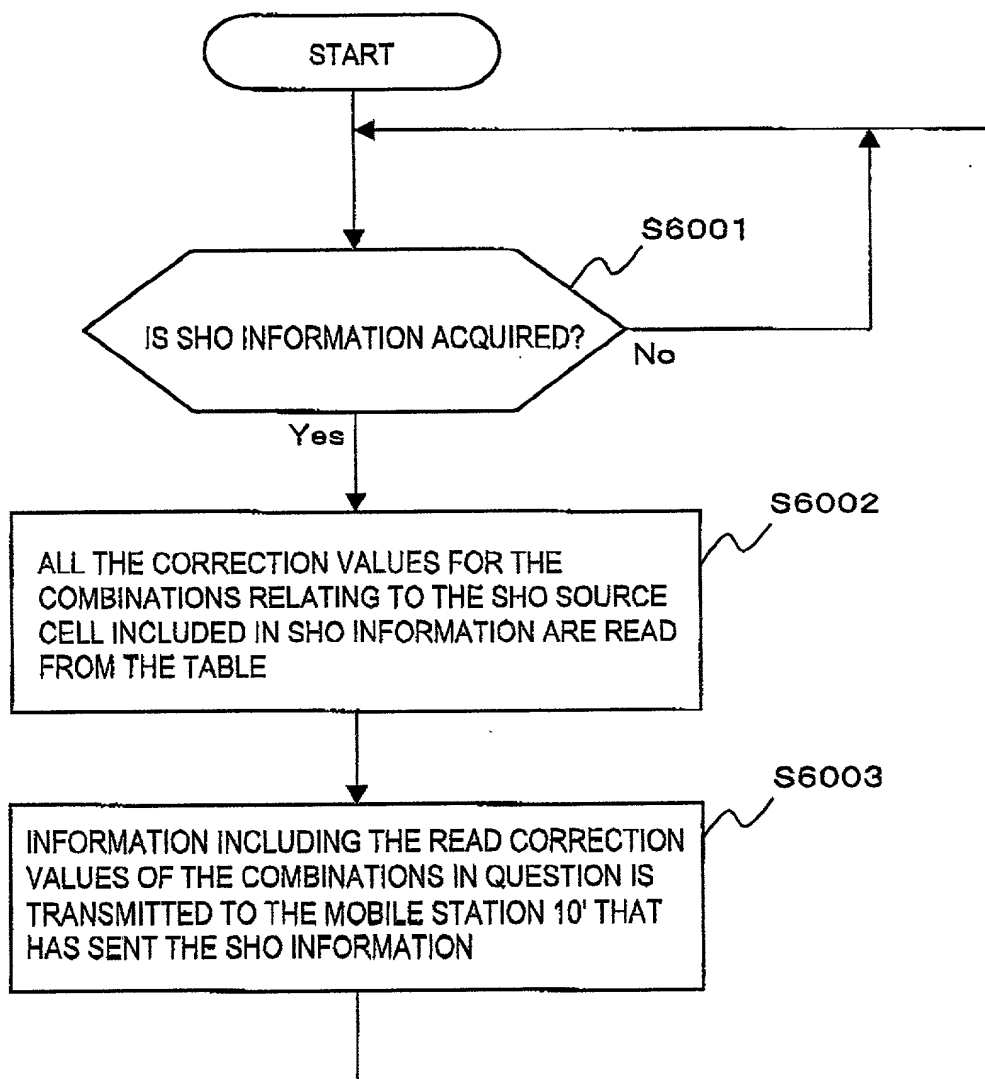 START
S6001
IS SHO INFORMATION ACQUIRED?
No
Yes
S6002
ALL THE CORRECTION VALUES FOR THE
COMBINATIONS RELATING TO THE SHO SOURCE
CELL INCLUDED IN SHO INFORMATION ARE READ
FROM THE TABLE
S6003
INFORMATION INCLUDING THE READ CORRECTION
VALUES OF THE COMBINATIONS IN QUESTION IS
TRANSMITTED TO THE MOBILE STATION 10' THAT
HAS SENT THE SHO INFORMATION